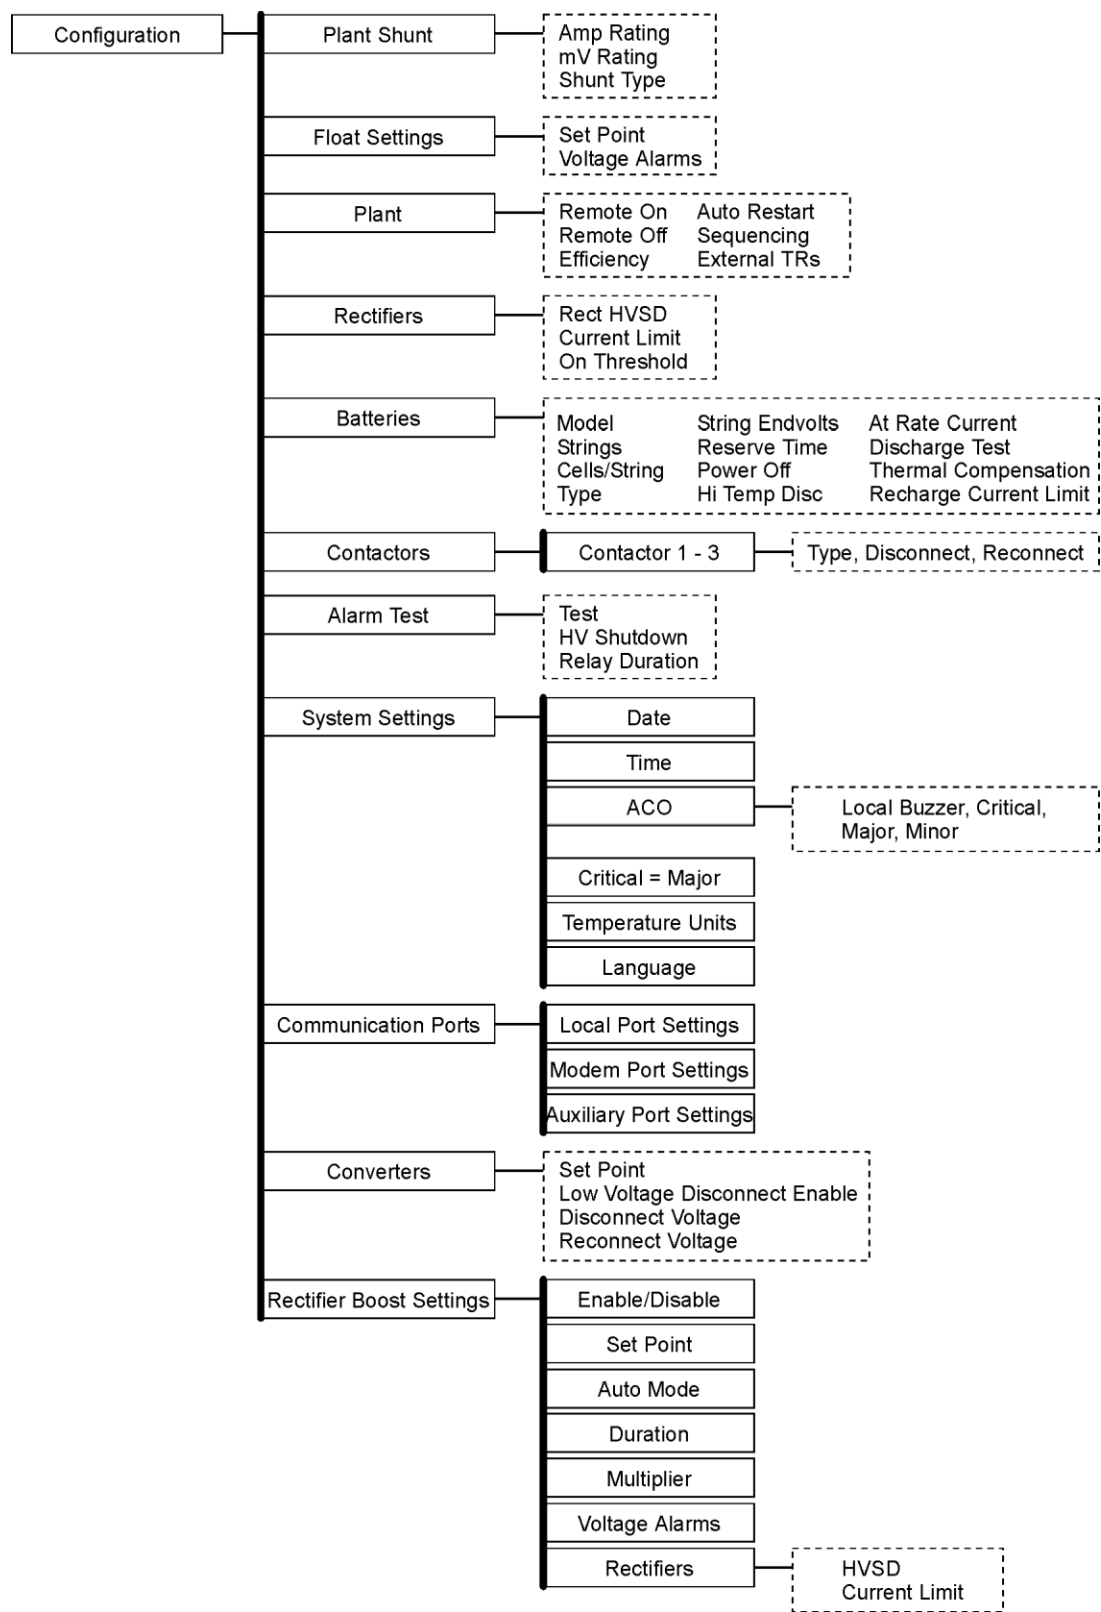 Configuration
Plant Shunt
Amp Rating
mV Rating
Shunt Type
Float Settings
Set Point
Voltage Alarms
Plant
Remote On Auto Restart
Remote Off Sequencing
Efficiency External TRs
Rectifiers
Rect HVSD
Current Limit
On Threshold
Batteries
Model String Endvolts At Rate Current
Strings Reserve Time Discharge Test
Cells/String Power Off Thermal Compensation
Type Hi Temp Disc Recharge Current Limit
Contactors
Contactor 1 - 3
Type, Disconnect, Reconnect
Alarm Test
Test
HV Shutdown
Relay Duration
System Settings
Date
Time
ACO
Local Buzzer, Critical,
Major, Minor
Critical = Major
Temperature Units
Language
Communication Ports
Local Port Settings
Modem Port Settings
Auxiliary Port Settings
Converters
Set Point
Low Voltage Disconnect Enable
Disconnect Voltage
Reconnect Voltage
Rectifier Boost Settings
Enable/Disable
Set Point
Auto Mode
Duration
Multiplier
Voltage Alarms
Rectifiers
HVSD
Current Limit